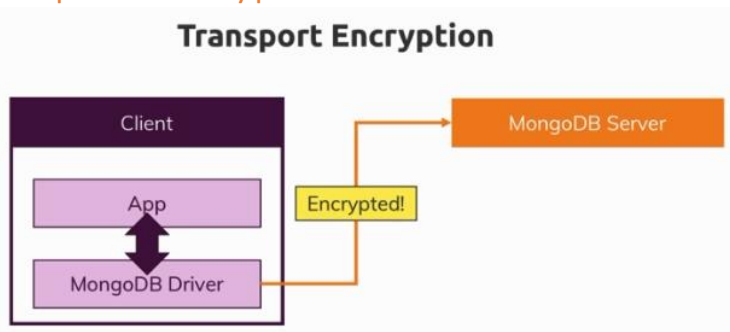 Transport Encryption
Client
MongoDB Server
App
Encrypted!
MongoDB Driver